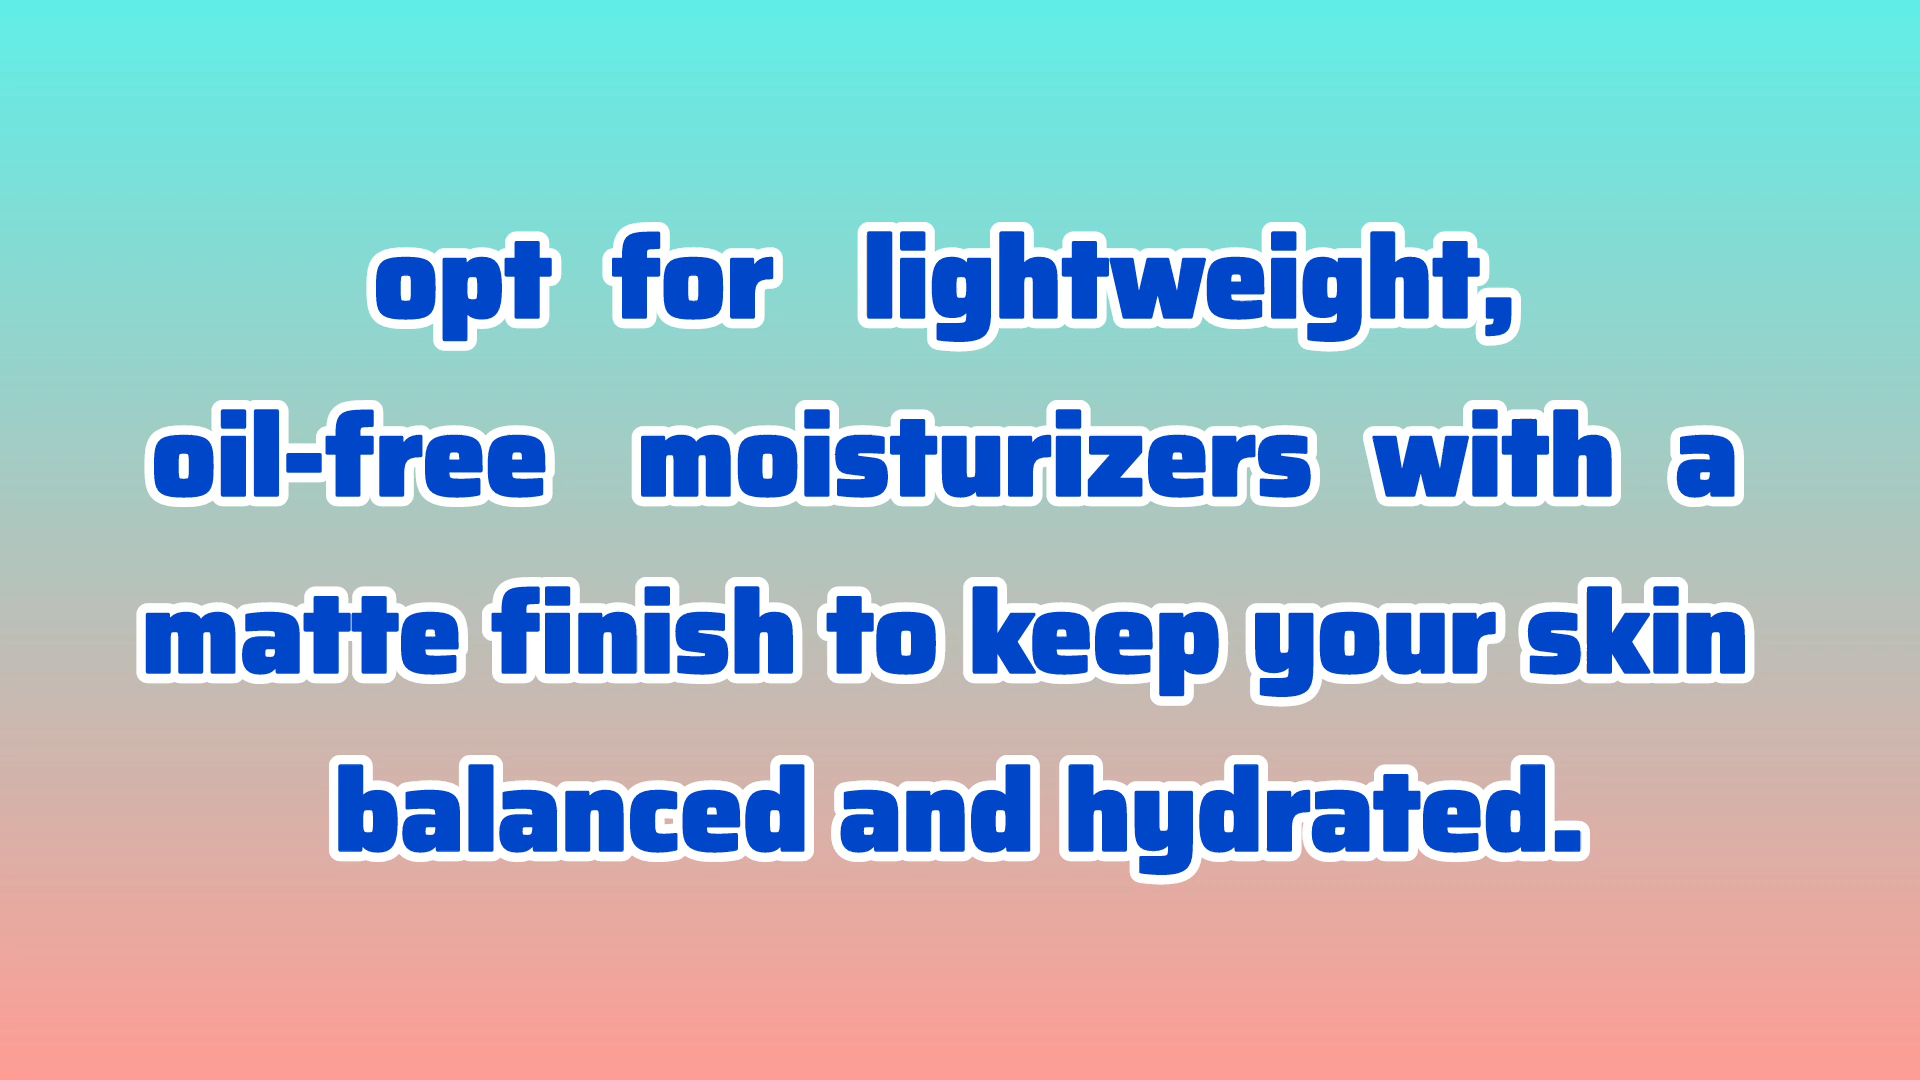 opt for lightweight,
oil-free moisturizers with a
matte finish to keep your skin
balanced and hydrated.